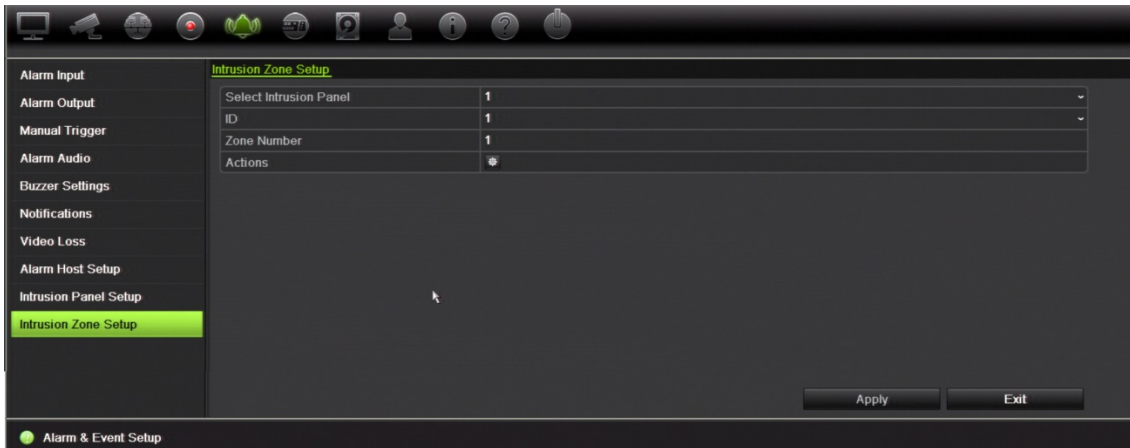 Alarm Input
Alarm Output
Manual Trigger
Alarm Audio
Buzzer Settings
Notifications
Video Loss
Alarm Host Setup
Intrusion Panel Setup
Intrusion Zone Setup
Intrusion Zone Setup
Select Intrusion Panel 1
ID 1
Zone Number 1
Actions
Apply Exit
Alarm & Event Setup